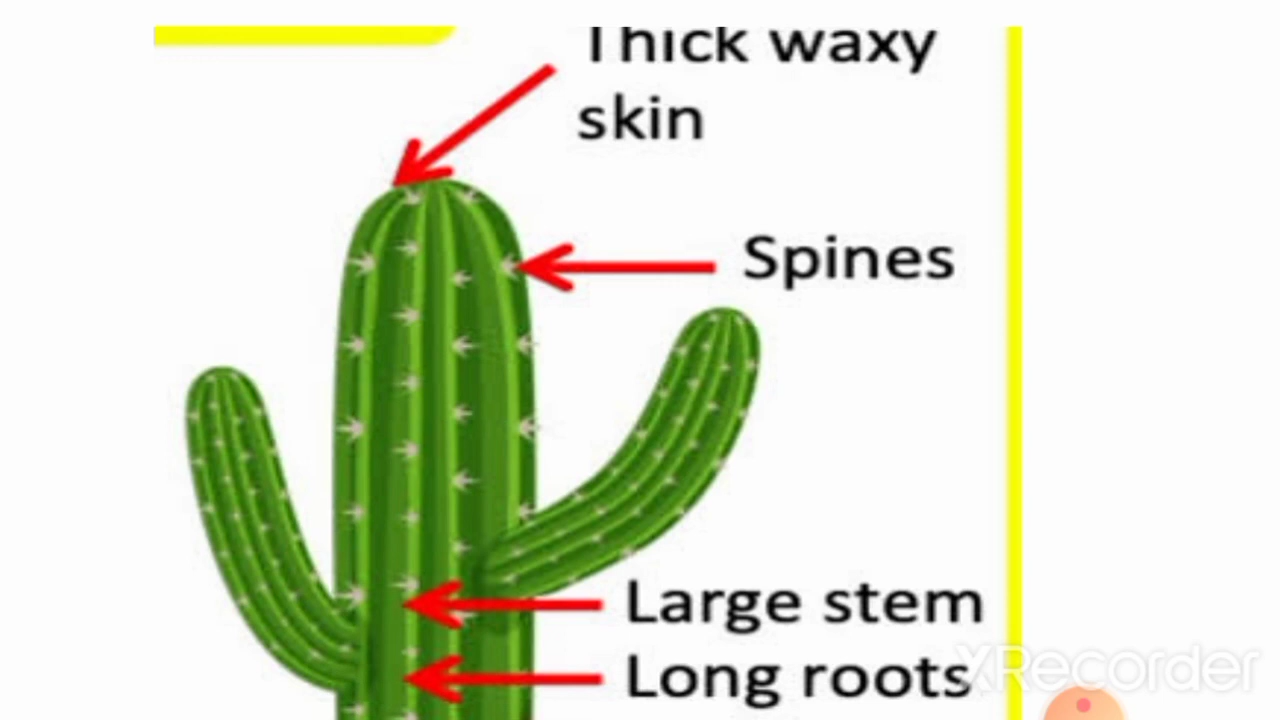 Thick waxy
skin
Spines
Large stem
Long roots
XRecorder